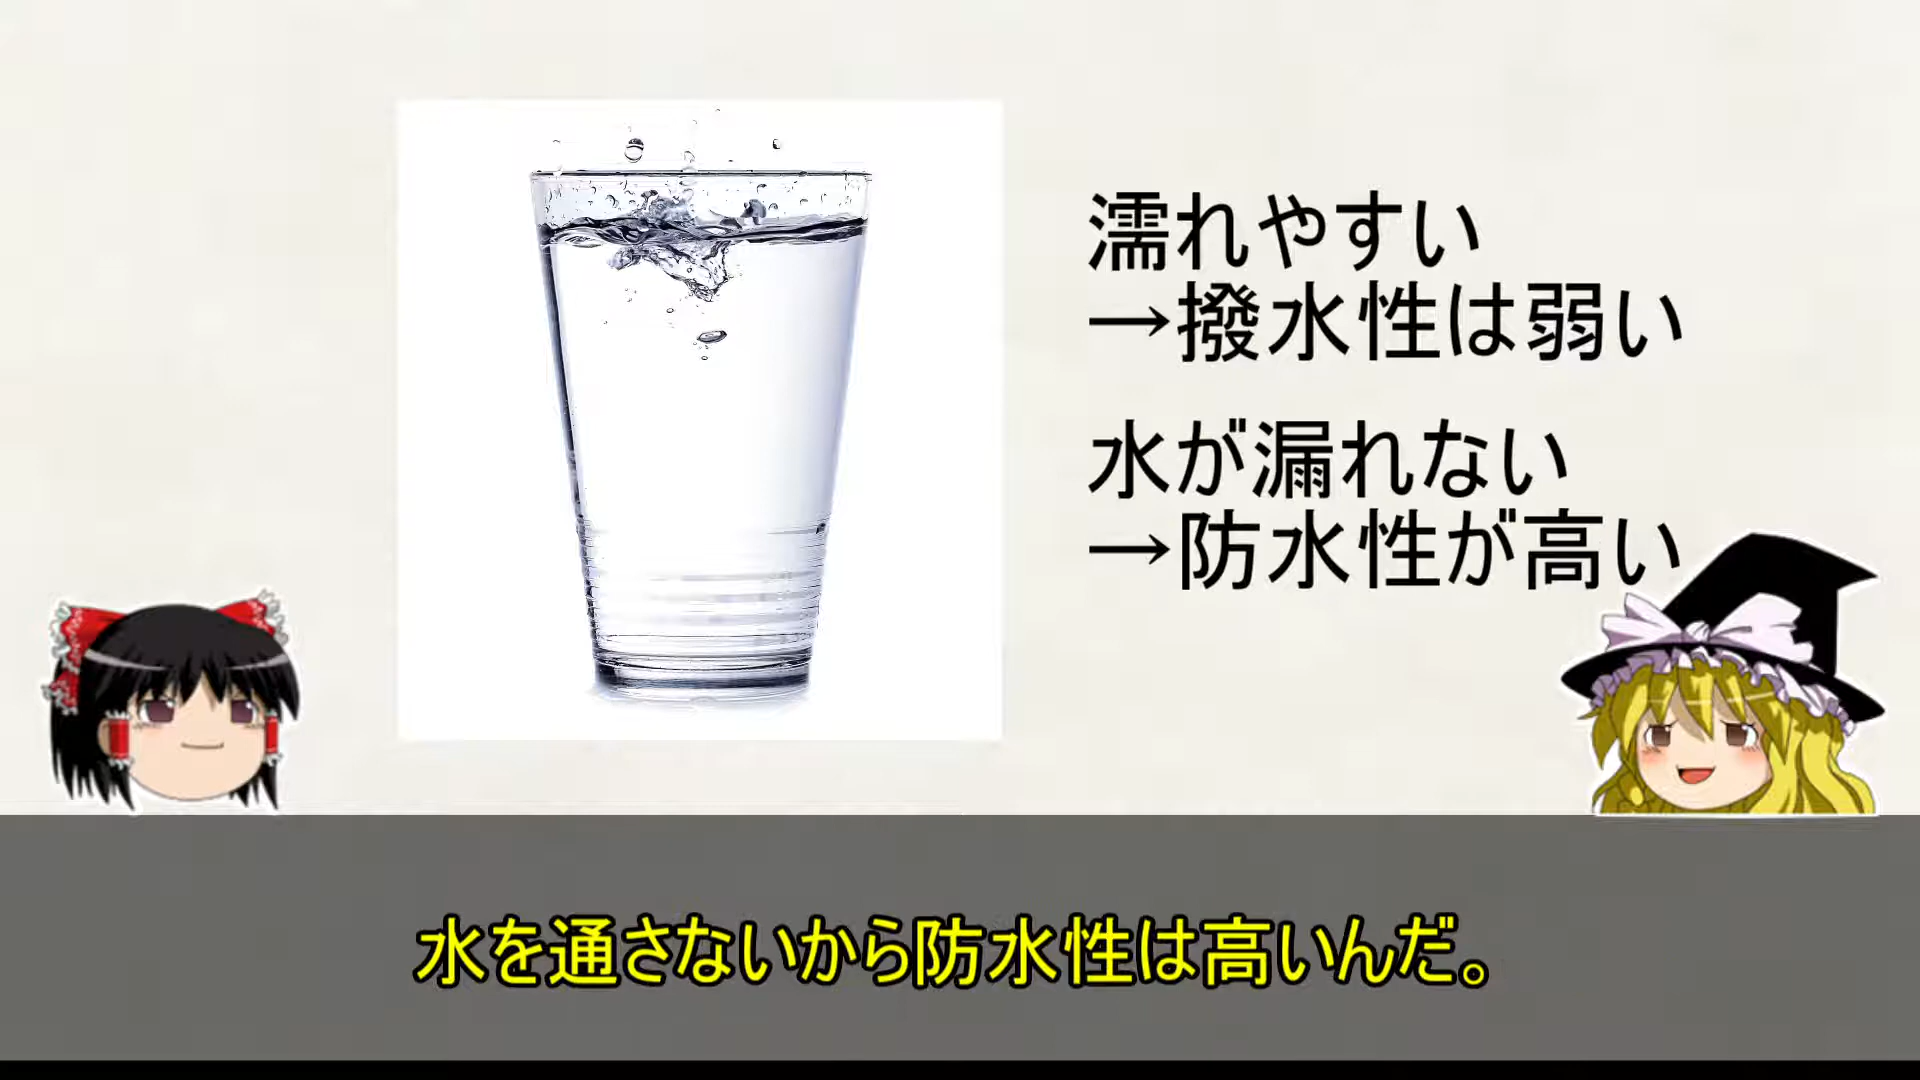 濡れやすい
→撥水性は弱い
水が漏れない
→防水性が高い
水を通さないから防水性は高いんだ。